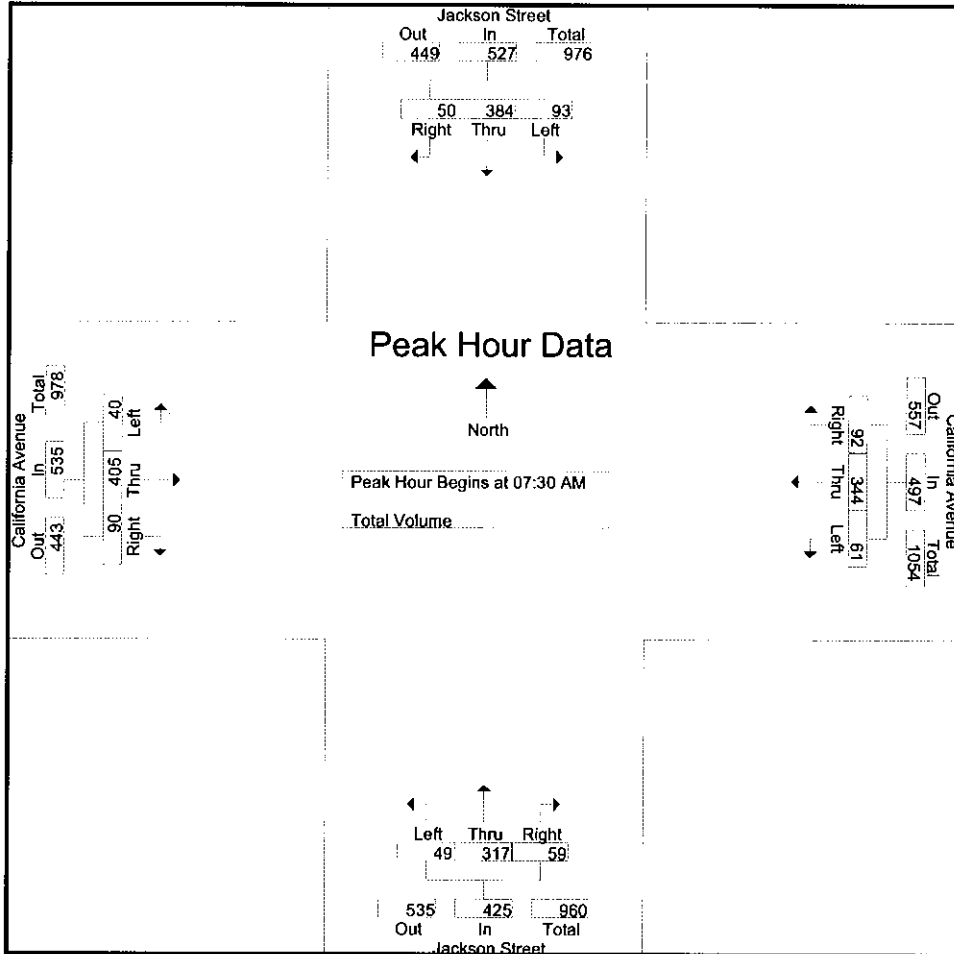 Jackson Street
Out In Total
449 527 976
50 384 93
Right Thru Left
Peak Hour Data
North
Peak Hour Begins at 07:30 AM
Total Volume
California Avenue
Out In Total
443 535 978
90 405 40
Right Thru Left
California Avenue
Out In Total
557 497 1054
92 344 61
Right Thru Left
Left Thru Right
49 317 59
535 425 960
Out In Total
Jackson Street